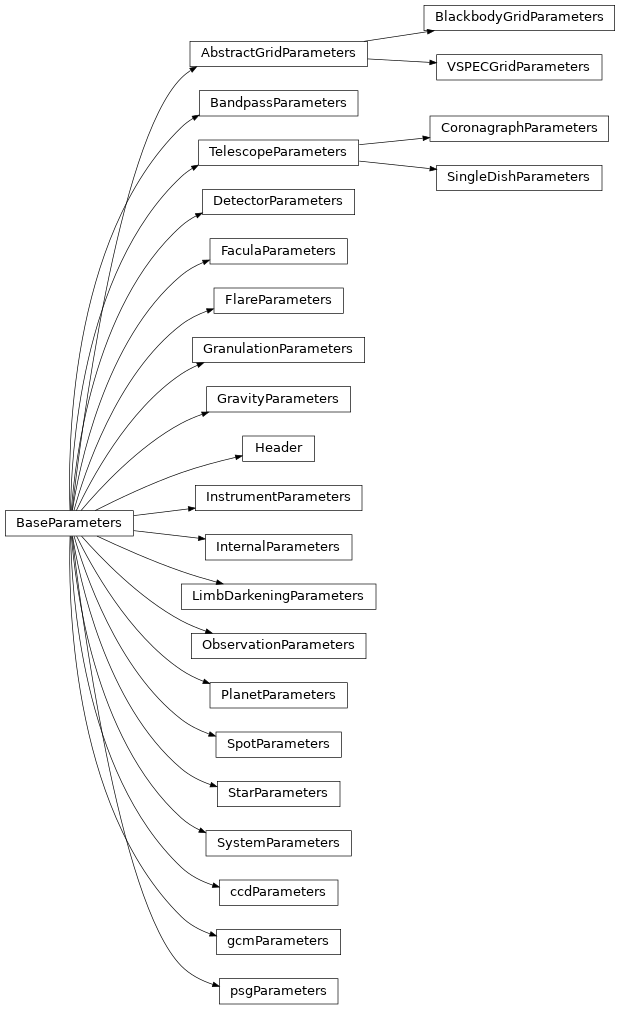 BlackbodyGridParameters
AbstractGridParameters
VSPECGridParameters
BandpassParameters
CoronagraphParameters
TelescopeParameters
SingleDishParameters
DetectorParameters
FaculaParameters
FlareParameters
GranulationParameters
GravityParameters
Header
InstrumentParameters
BaseParameters
InternalParameters
LimbDarkeningParameters
ObservationParameters
PlanetParameters
SpotParameters
StarParameters
SystemParameters
ccdParameters
gcmParameters
psgParameters